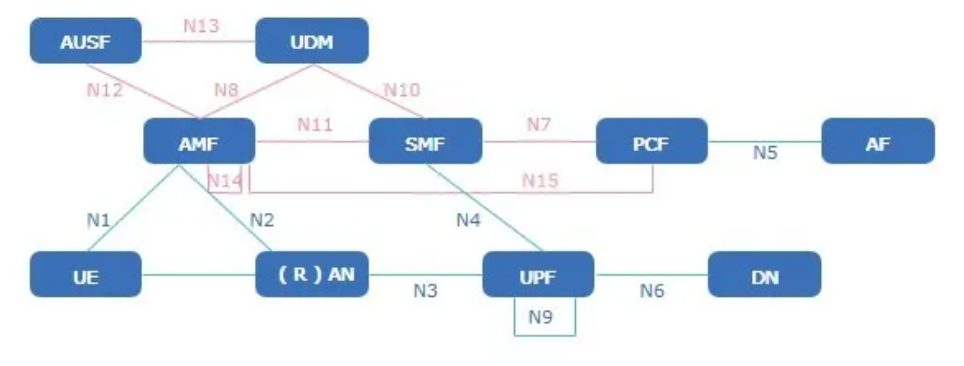 N13
AUSF
UDM
N12
N8
N10
N11
N7
AMF
SMF
PCF
AF
N5
N14
N15
N1
N2
N4
UE
( R ) AN
UPF
DN
N3
N6
N9